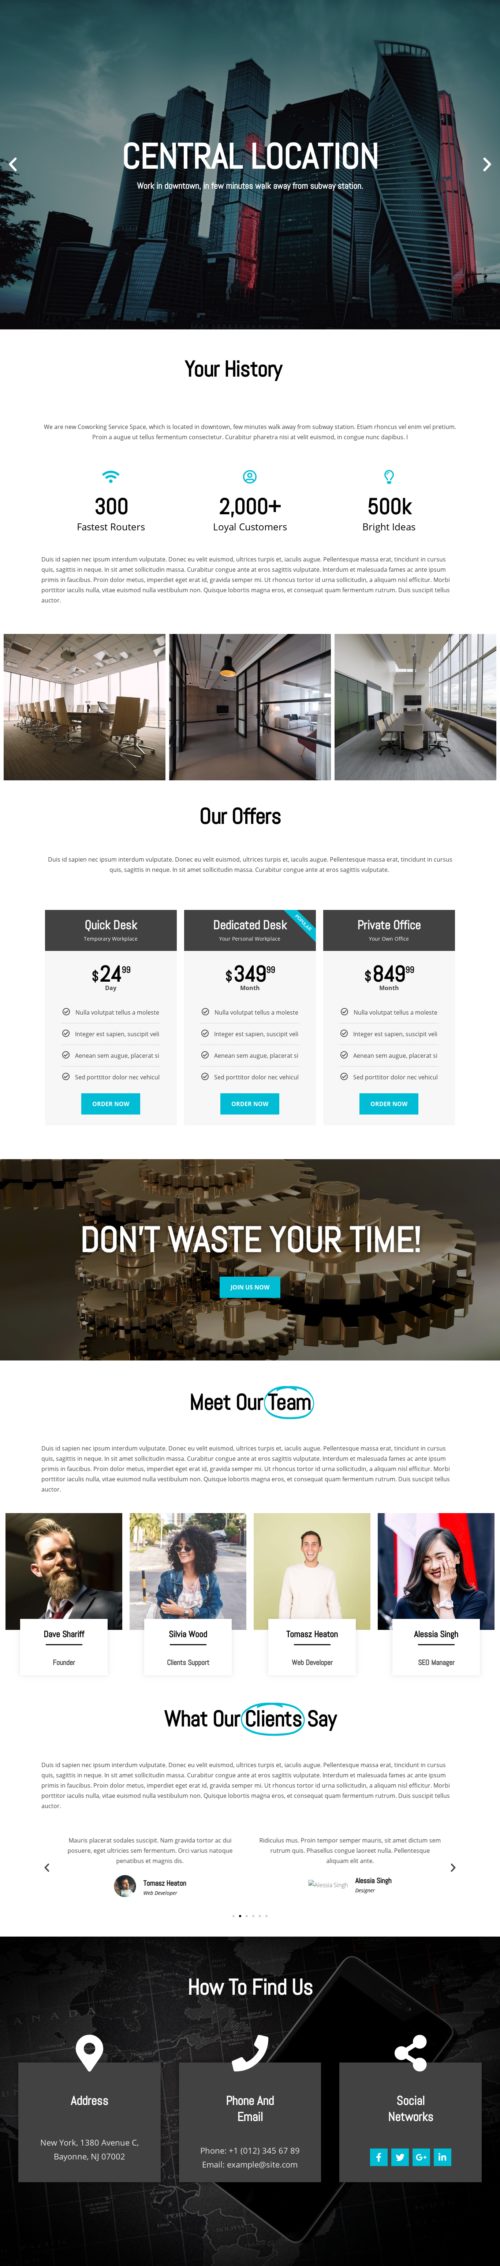 CENTRAL LOCATION
Work in downtown, in few minutes walk away from subway station.
Your History
We are new Coworking Service Space, which is located in downtown, few minutes walk away from subway station. Etiam rhoncus vel enim vel pretium.
Proin a augue ut tellus fermentum consectetur. Curabitur pharetra nisi at velit euismod, in congue nunc dapibus. I
300
Fastest Routers
2,000+
Loyal Customers
500k
Bright Ideas
Duis id sapien nec ipsum interdum vulputate. Donec eu velit euismod, ultrices turpis et, iaculis augue. Pellentesque massa erat, tincidunt in cursus
quis, sagittis in neque. In sit amet sollicitudin massa. Curabitur congue ante at eros sagittis vulputate. Interdum et malesuada fames ac ante ipsum
primis in faucibus. Proin dolor metus, imperdiet eget erat id, gravida semper mi. Ut rhoncus tortor id urna sollicitudin, a aliquam nisl efficitur. Morbi
porttitor iaculis nulla, vitae euismod nulla vestibulum non. Quisque lobortis magna eros, et consequat quam fermentum rutrum. Duis suscipit tellus
auctor.
Our Offers
Duis id sapien nec ipsum interdum vulputate. Donec eu velit euismod, ultrices turpis et, iaculis augue. Pellentesque massa erat, tincidunt in cursus
quis, sagittis in neque. In sit amet sollicitudin massa. Curabitur congue ante at eros sagittis vulputate.
Quick Desk
Temporary Workplace
$24.99
Day
Nulla volutpat tellus a moleste
Integer est sapien, suscipit veli
Aenean sem augue, placerat si
Sed porttitor dolor nec vehicul
ORDER NOW
Dedicated Desk
Your Personal Workplace
POPULAR
$349.99
Month
Nulla volutpat tellus a moleste
Integer est sapien, suscipit veli
Aenean sem augue, placerat si
Sed porttitor dolor nec vehicul
ORDER NOW
Private Office
Your Own Office
$849.99
Month
Nulla volutpat tellus a moleste
Integer est sapien, suscipit veli
Aenean sem augue, placerat si
Sed porttitor dolor nec vehicul
ORDER NOW
DON'T WASTE YOUR TIME!
JOIN US NOW
Meet Our Team
Duis id sapien nec ipsum interdum vulputate. Donec eu velit euismod, ultrices turpis et, iaculis augue. Pellentesque massa erat, tincidunt in cursus
quis, sagittis in neque. In sit amet sollicitudin massa. Curabitur congue ante at eros sagittis vulputate. Interdum et malesuada fames ac ante ipsum
primis in faucibus. Proin dolor metus, imperdiet eget erat id, gravida semper mi. Ut rhoncus tortor id urna sollicitudin, a aliquam nisl efficitur. Morbi
porttitor iaculis nulla, vitae euismod nulla vestibulum non. Quisque lobortis magna eros, et consequat quam fermentum rutrum. Duis suscipit tellus
auctor.
Dave Shariff
Founder
Silvia Wood
Clients Support
Tomasz Heaton
Web Developer
Alessia Singh
SEO Manager
What Our Clients Say
Duis id sapien nec ipsum interdum vulputate. Donec eu velit euismod, ultrices turpis et, iaculis augue. Pellentesque massa erat, tincidunt in cursus
quis, sagittis in neque. In sit amet sollicitudin massa. Curabitur congue ante at eros sagittis vulputate. Interdum et malesuada fames ac ante ipsum
primis in faucibus. Proin dolor metus, imperdiet eget erat id, gravida semper mi. Ut rhoncus tortor id urna sollicitudin, a aliquam nisl efficitur. Morbi
porttitor iaculis nulla, vitae euismod nulla vestibulum non. Quisque lobortis magna eros, et consequat quam fermentum rutrum. Duis suscipit tellus
auctor.
Mauris placerat sodales suscipit. Nam gravida tortor ac dui
posuere, eget ultricies sem fermentum. Orci varius natoque
penatibus et magnis dis.
Tomasz Heaton
Web Developer
Ridiculus mus. Proin tempor semper mauris, sit amet dictum sem
rutrum quis. Phasellus congue laoreet nulla. Pellentesque
aliquam elit ante.
Alessia Singh
Alessia Singh
Designer
How To Find Us
Address
New York, 1380 Avenue C,
Bayonne, NJ 07002
Phone And
Email
Phone: +1 (012) 345 67 89
Email: example@site.com
Social
Networks